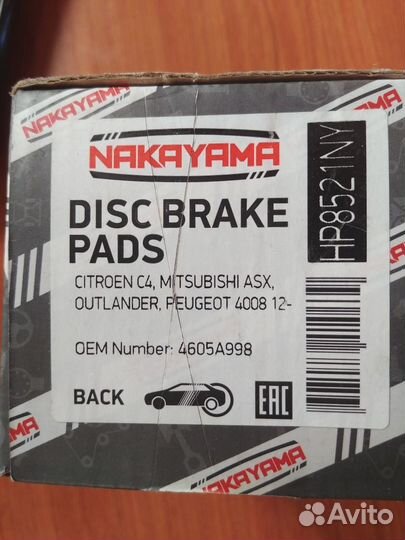 NAKAYAMA
NAKAYAMA
DISC BRAKE
PADS
CITROEN C4, MITSUBISHI ASX,
OUTLANDER, PEUGEOT 4008 12-
OEM Number: 4605A998
BACK
EAC
HP8521NY
NAKAYAMA
NAKAYAMA
Avito